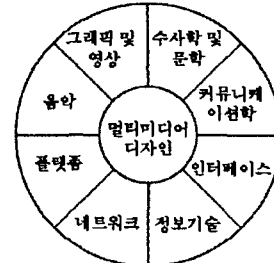 그래픽 및
영상
수사학 및
문학
커뮤니케
이션학
인터페이스
정보기술
네트워크
플랫폼
음악
멀티미디어
디자인